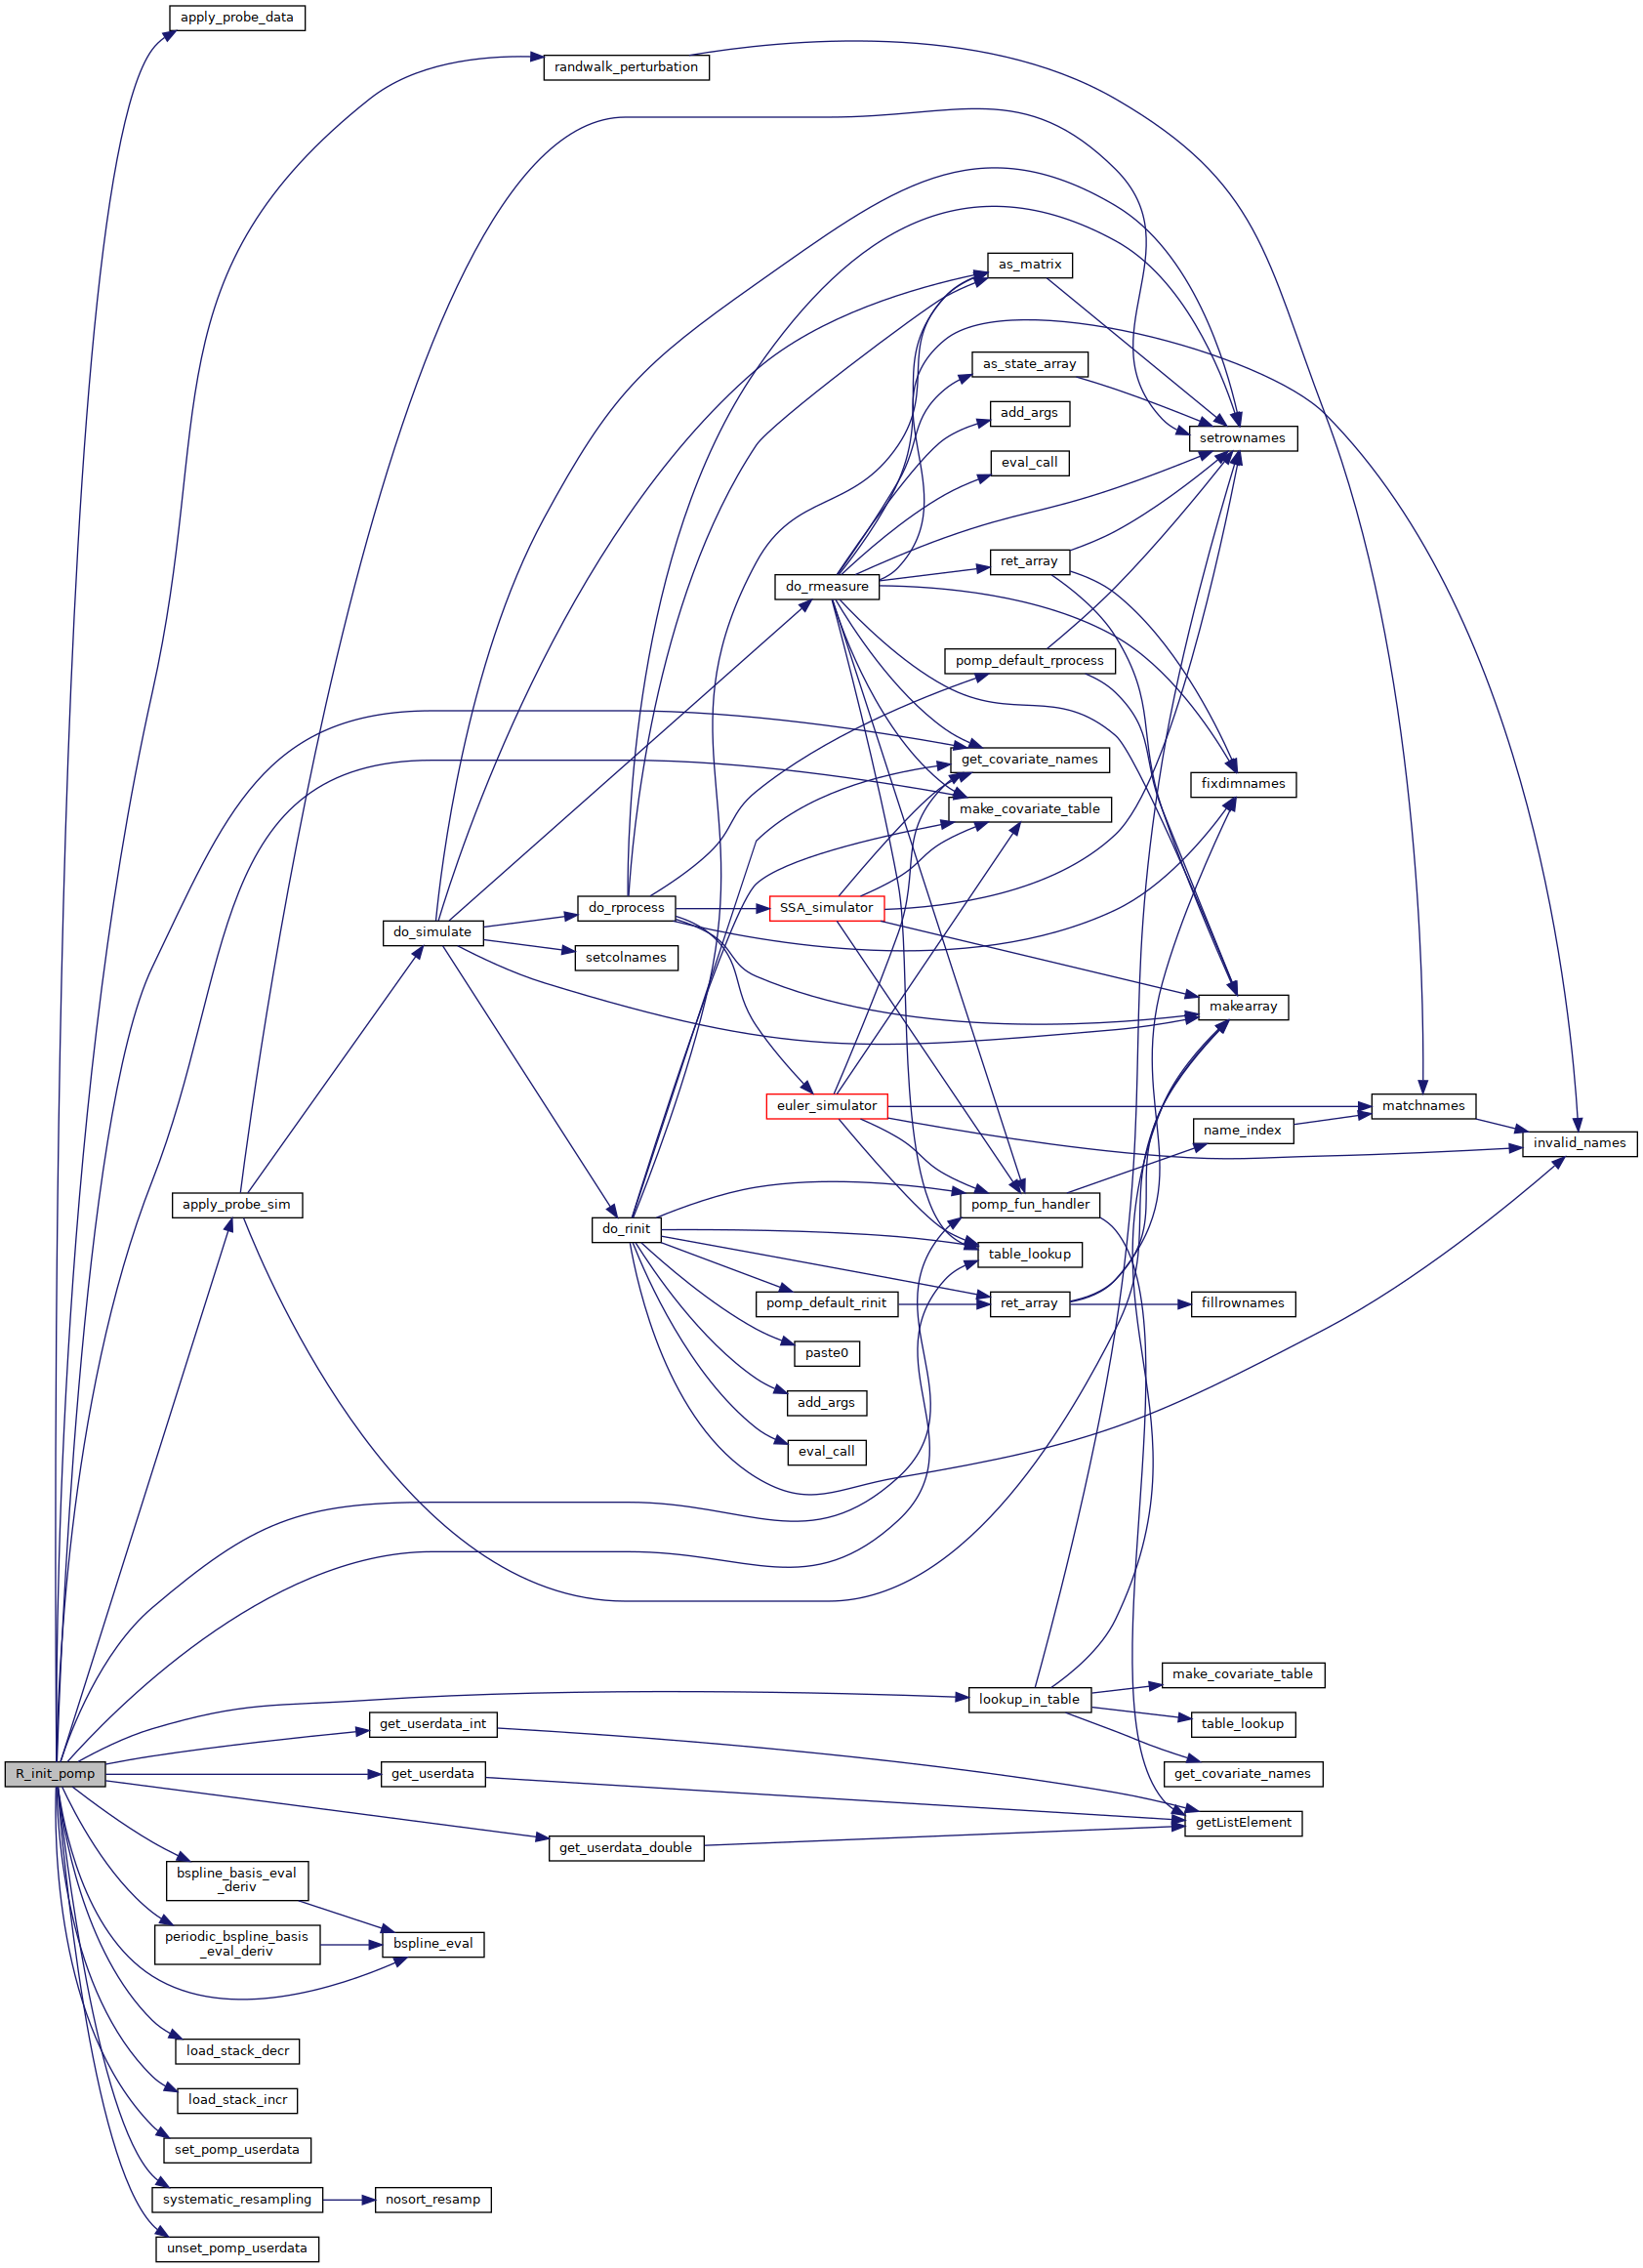 apply_probe_data
randwalk_perturbation
as_matrix
as_state_array
add_args
setrownames
eval_call
ret_array
do_rmeasure
pomp_default_rprocess
get_covariate_names
fixdimnames
make_covariate_table
do_rprocess
SSA_simulator
do_simulate
setcolnames
makearray
euler_simulator
matchnames
name_index
invalid_names
apply_probe_sim
pomp_fun_handler
do_rinit
table_lookup
pomp_default_rinit
ret_array
fillrownames
paste0
add_args
eval_call
make_covariate_table
lookup_in_table
get_userdata_int
table_lookup
R_init_pomp
get_userdata
get_covariate_names
getListElement
get_userdata_double
bspline_basis_eval
_deriv
periodic_bspline_basis
_eval_deriv
bspline_eval
load_stack_decr
load_stack_incr
set_pomp_userdata
systematic_resampling
nosort_resamp
unset_pomp_userdata